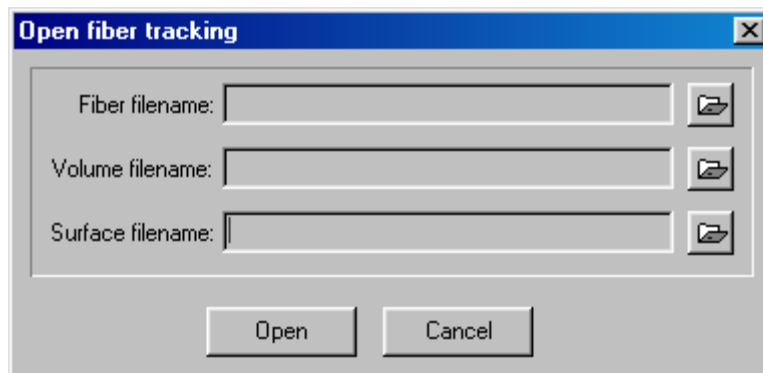 Open fiber tracking
Fiber filename:
Volume filename:
Surface filename:
Open Cancel